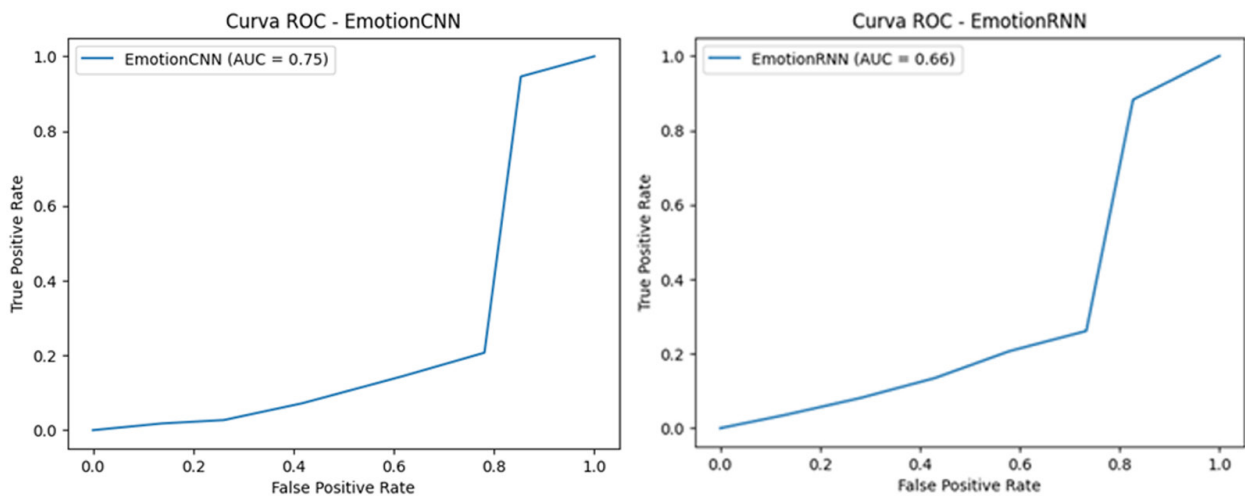 Curva ROC - EmotionCNN
EmotionCNN (AUC = 0.75)
1.0
0.8
0.6
0.4
0.2
0.0
True Positive Rate
0.0 0.2 0.4 0.6 0.8 1.0
False Positive Rate
Curva ROC - EmotionRNN
EmotionRNN (AUC = 0.66)
1.0
0.8
0.6
0.4
0.2
0.0
True Positive Rate
0.0 0.2 0.4 0.6 0.8 1.0
False Positive Rate